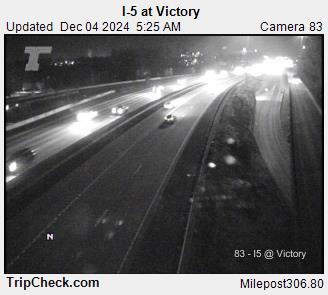 I-5 at Victory
Updated Dec 04 2024 5:25 AM Camera 83
T
N
83 - I5 @ Victory
TripCheck.com Milepost306.80